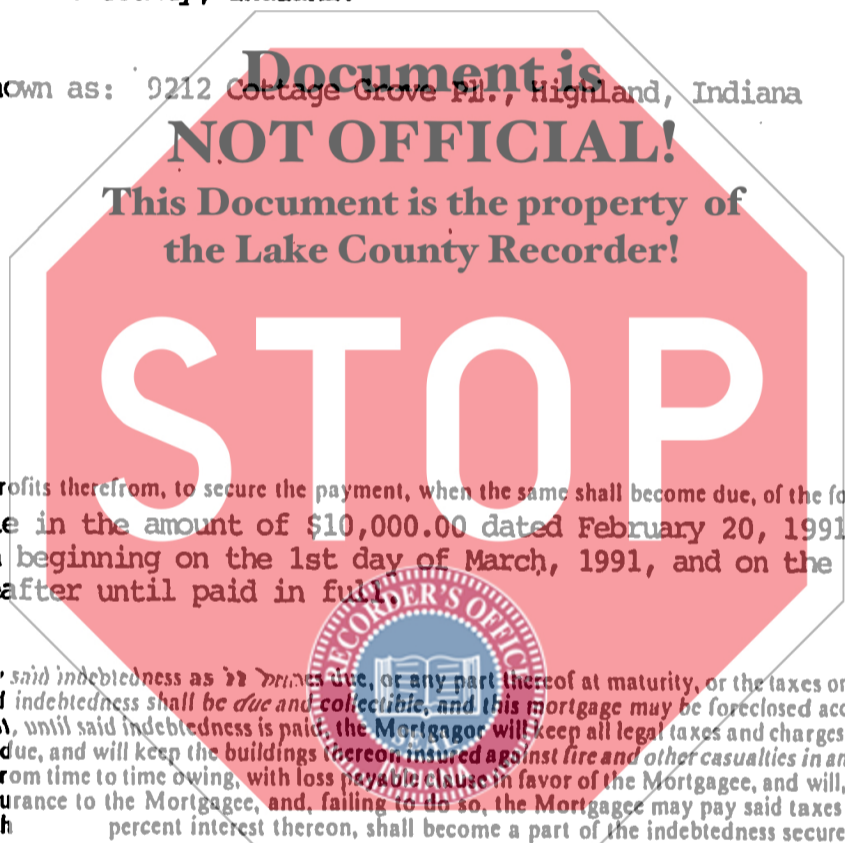 own as: 9212 Cottage Grove Pl., Highland, Indiana
Document is
NOT OFFICIAL!
This Document is the property of
the Lake County Recorder!
STOP
rofits therefrom, to secure the payment, when the same shall become due, of the fo
e in the amount of $10,000.00 dated February 20, 1991
beginning on the 1st day of March, 1991, and on the
after until paid in full.
RECORDER'S OFFICE
SEAL
said indebtedness as due, or any part thereof at maturity, or the taxes or
indebtedness shall be due and collectible, and this mortgage may be foreclosed acc
, until said indebtedness is paid, the Mortgagor will keep all legal taxes and charges
due, and will keep the buildings thereon insured against fire and other casualties in an
rom time to time owing, with loss payable clause in favor of the Mortgagee, and will,
urance to the Mortgagee, and, failing to do so, the Mortgagee may pay said taxes
h percent interest thereon, shall become a part of the indebtedness secure